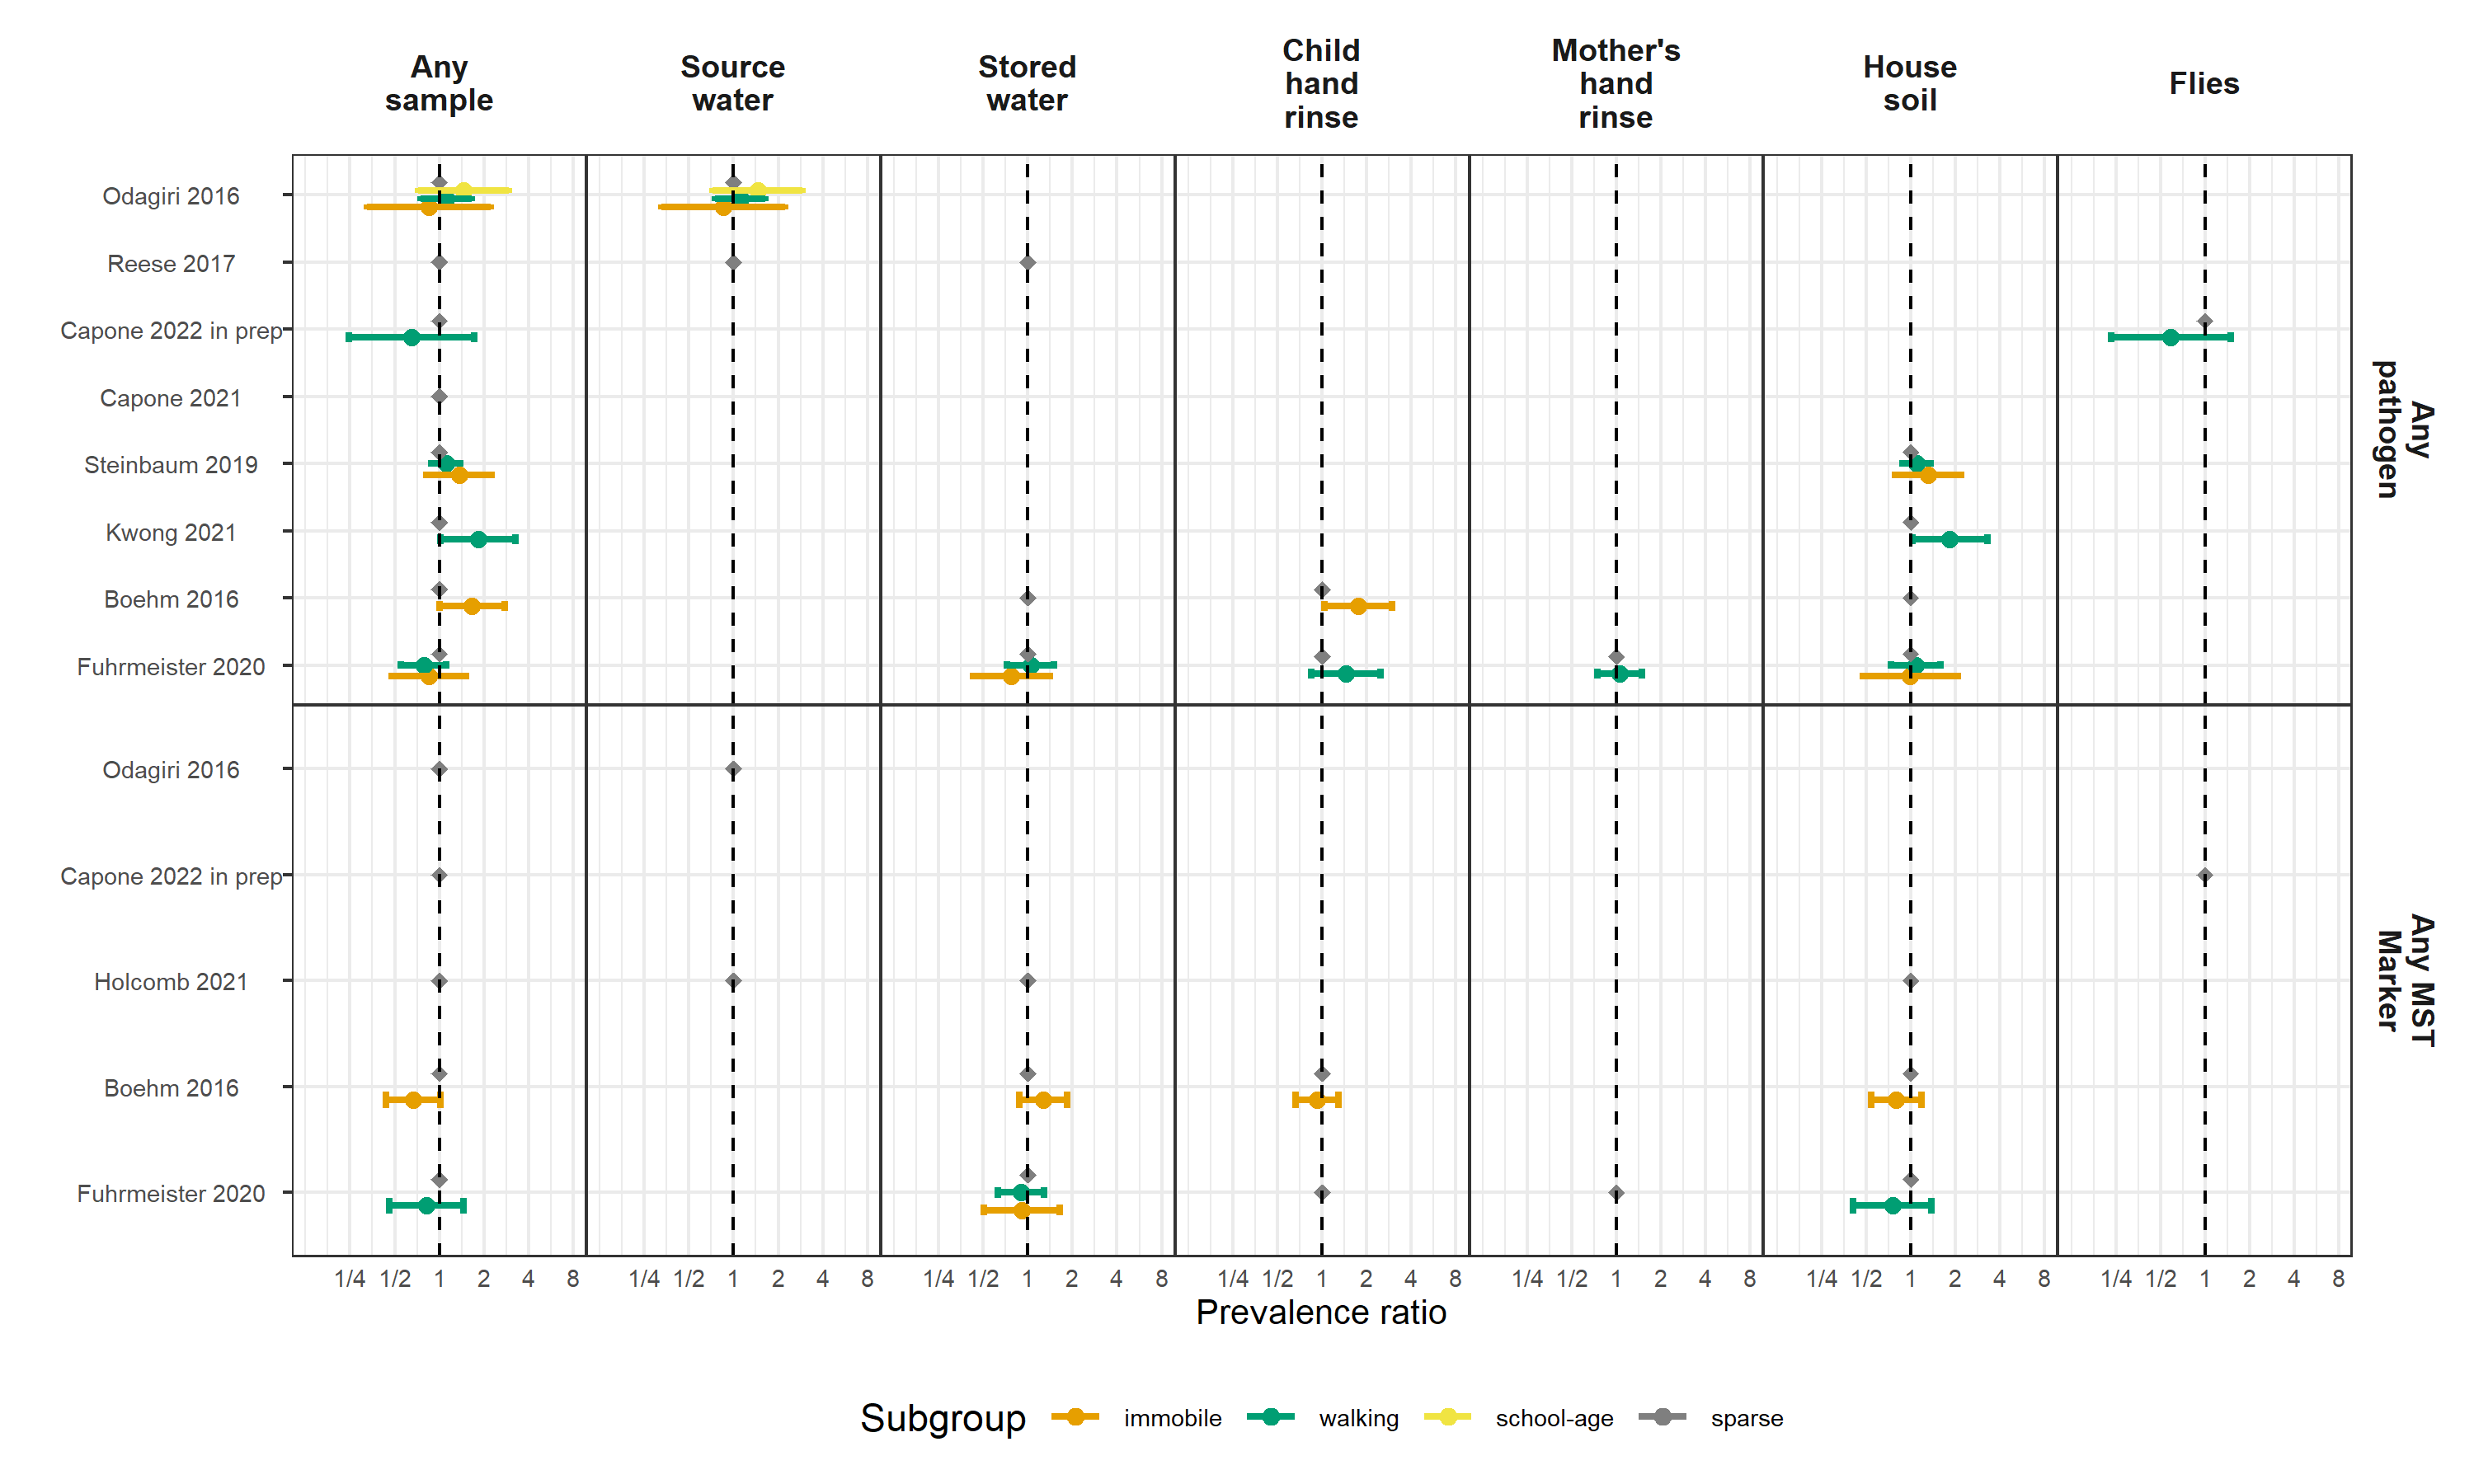 Any
sample
Source
water
Stored
water
Child
hand
rinse
Mother's
hand
rinse
House
soil
Flies
Odagiri 2016
Reese 2017
Capone 2022 in prep
Capone 2021
Steinbaum 2019
Kwong 2021
Boehm 2016
Fuhrmeister 2020
Any
pathogen
Odagiri 2016
Capone 2022 in prep
Holcomb 2021
Boehm 2016
Fuhrmeister 2020
Any MST
Marker
1/4 1/2 1 2 4 8
1/4 1/2 1 2 4 8
1/4 1/2 1 2 4 8
1/4 1/2 1 2 4 8
1/4 1/2 1 2 4 8
1/4 1/2 1 2 4 8
1/4 1/2 1 2 4 8
Prevalence ratio
Subgroup immobile walking school-age sparse